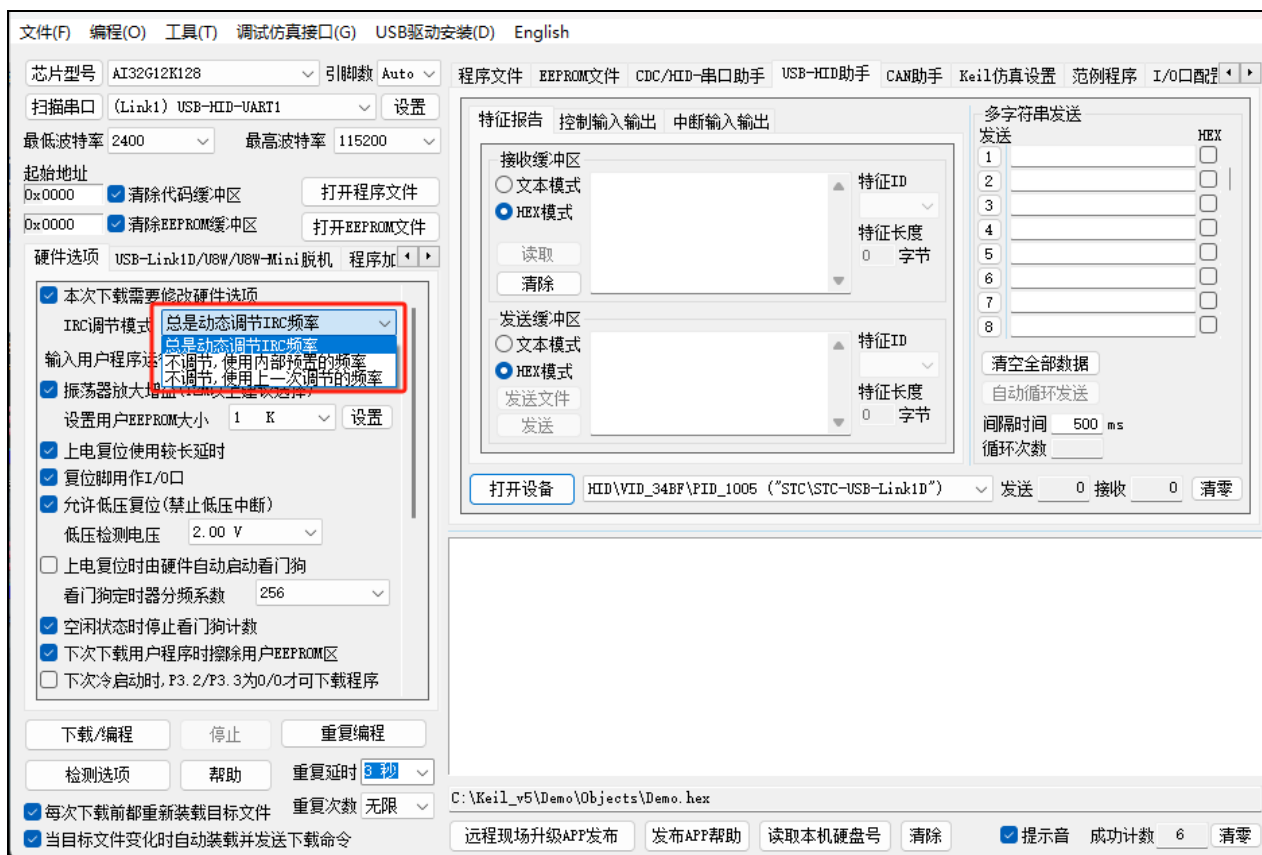 文件(F) 编程(O) 工具(T) 调试仿真接口(G) USB驱动安装(D) English
芯片型号 AI32G12K128 引脚数 Auto
扫描串口 (Link1) USB-HID-UART1 设置
最低波特率 2400 最高波特率 115200
起始地址
0x0000 清除代码缓冲区 打开程序文件
0x0000 清除EEPROM缓冲区 打开EEPROM文件
硬件选项 USB-Link1D/U8W/U8W-Mini脱机 程序加
本次下载需要修改硬件选项
IRC调节模式 总是动态调节IRC频率
总是动态调节IRC频率
不调节,使用内部预置的频率
不调节,使用上一次调节的频率
输入用户程序运行
振荡器放大增益
设置用户EEPROM大小 1 K 设置
上电复位使用较长延时
复位脚用作I/O口
允许低压复位(禁止低压中断)
低压检测电压 2.00 V
上电复位时由硬件自动启动看门狗
看门狗定时器分频系数 256
空闲状态时停止看门狗计数
下次下载用户程序时擦除用户EEPROM区
下次冷启动时,P3.2/P3.3为0/0才可下载程序
下载/编程 停止 重复编程
检测选项 帮助 重复延时 3 秒
每次下载前都重新装载目标文件 重复次数 无限
当目标文件变化时自动装载并发送下载命令
程序文件 EEPROM文件 CDC/HID-串口助手 USB-HID助手 CAN助手 Keil仿真设置 范例程序 I/O口配置
特征报告 控制输入输出 中断输入输出
接收缓冲区
文本模式
HEX模式
读取
清除
特征ID
特征长度
0 字节
发送缓冲区
文本模式
HEX模式
发送文件
发送
特征ID
特征长度
0 字节
多字符串发送
发送 HEX
1
2
3
4
5
6
7
8
清空全部数据
自动循环发送
间隔时间 500 ms
循环次数
打开设备 HID\VID_34BF\PID_1005 ("STC\STC-USB-Link1D") 发送 0 接收 0 清零
C:\Keil_v5\Demo\Objects\Demo.hex
远程现场升级APP发布 发布APP帮助 读取本机硬盘号 清除 提示音 成功计数 6 清零